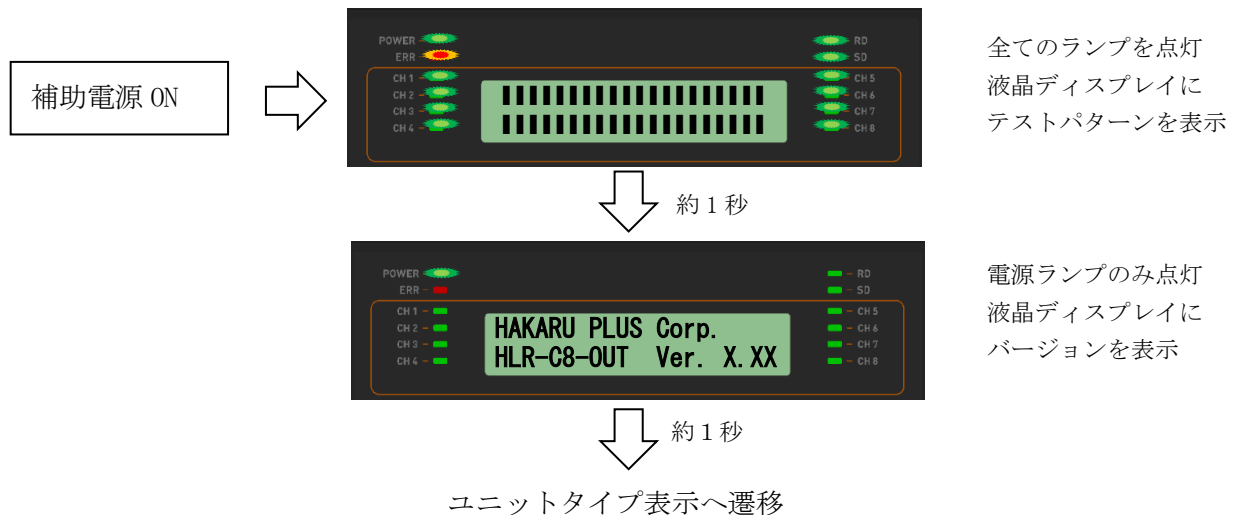 補助電源 ON
POWER
ERR
CH 1
CH 2
CH 3
CH 4
RD
SD
CH 5
CH 6
CH 7
CH 8
全てのランプを点灯
液晶ディスプレイに
テストパターンを表示
約1秒
POWER
ERR
CH 1
CH 2
CH 3
CH 4
HAKARU PLUS Corp.
HLR-C8-OUT Ver. X.XX
RD
SD
CH 5
CH 6
CH 7
CH 8
電源ランプのみ点灯
液晶ディスプレイに
バージョンを表示
約1秒
ユニットタイプ表示へ遷移